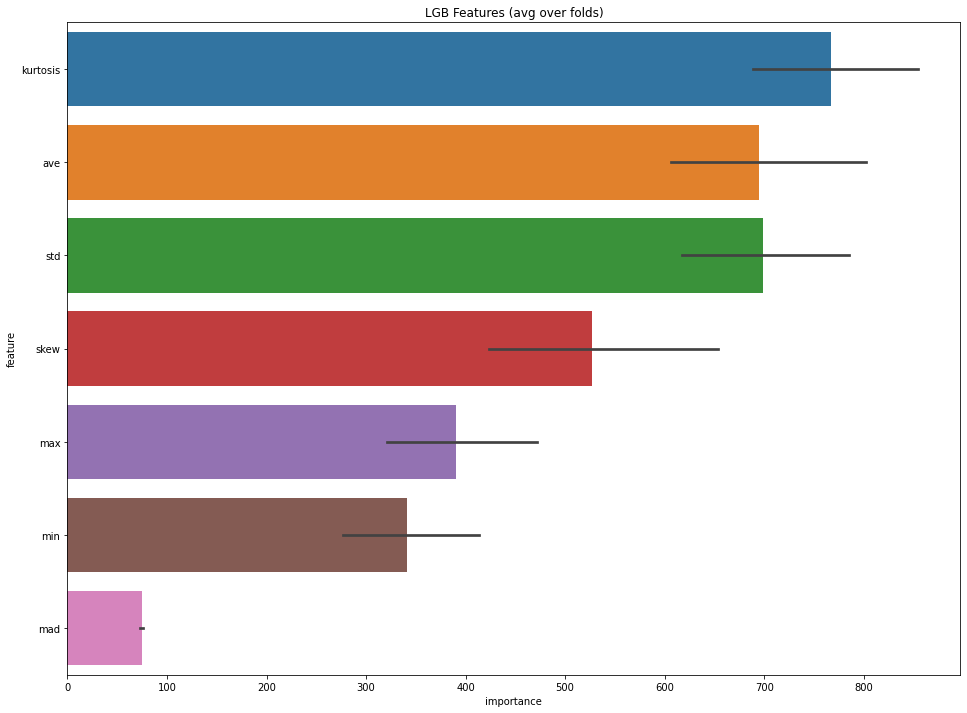 LGB Features (avg over folds)
feature
kurtosis
ave
std
skew
max
min
mad
0 100 200 300 400 500 600 700 800
importance